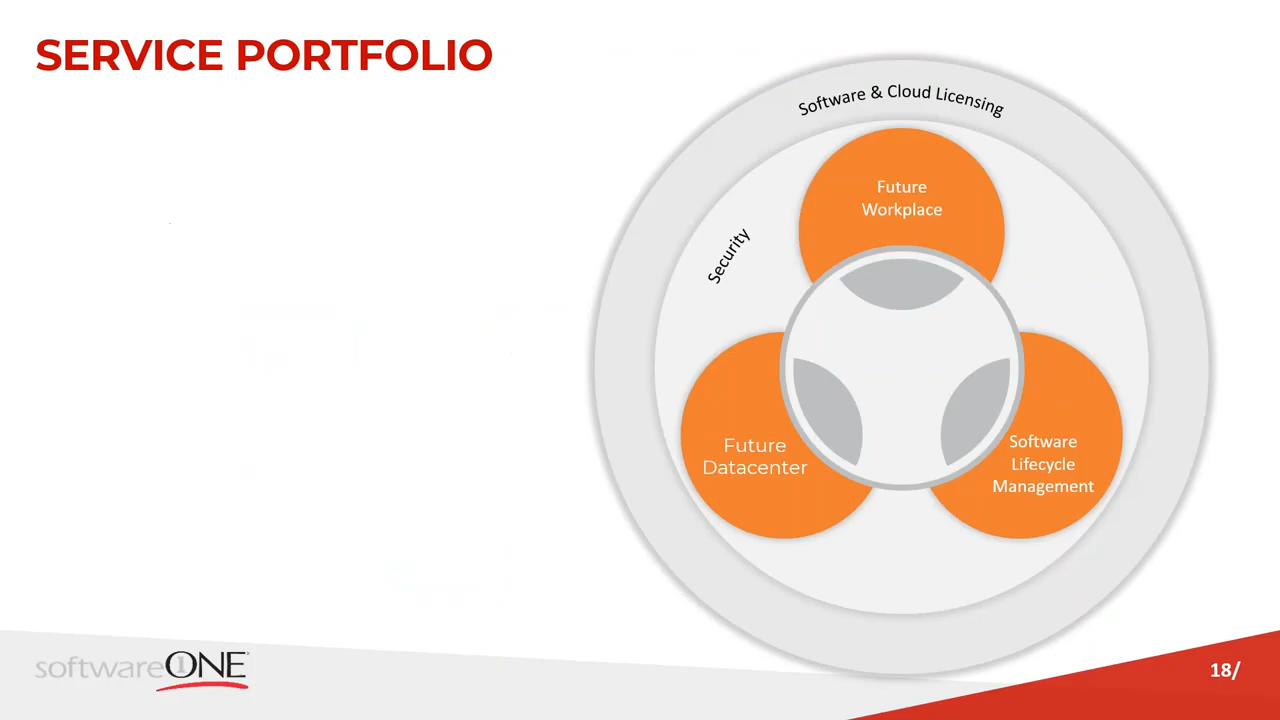 SERVICE PORTFOLIO
Software & Cloud Licensing
Security
Future
Workplace
Future
Datacenter
Software
Lifecycle
Management
softwareONE
18/